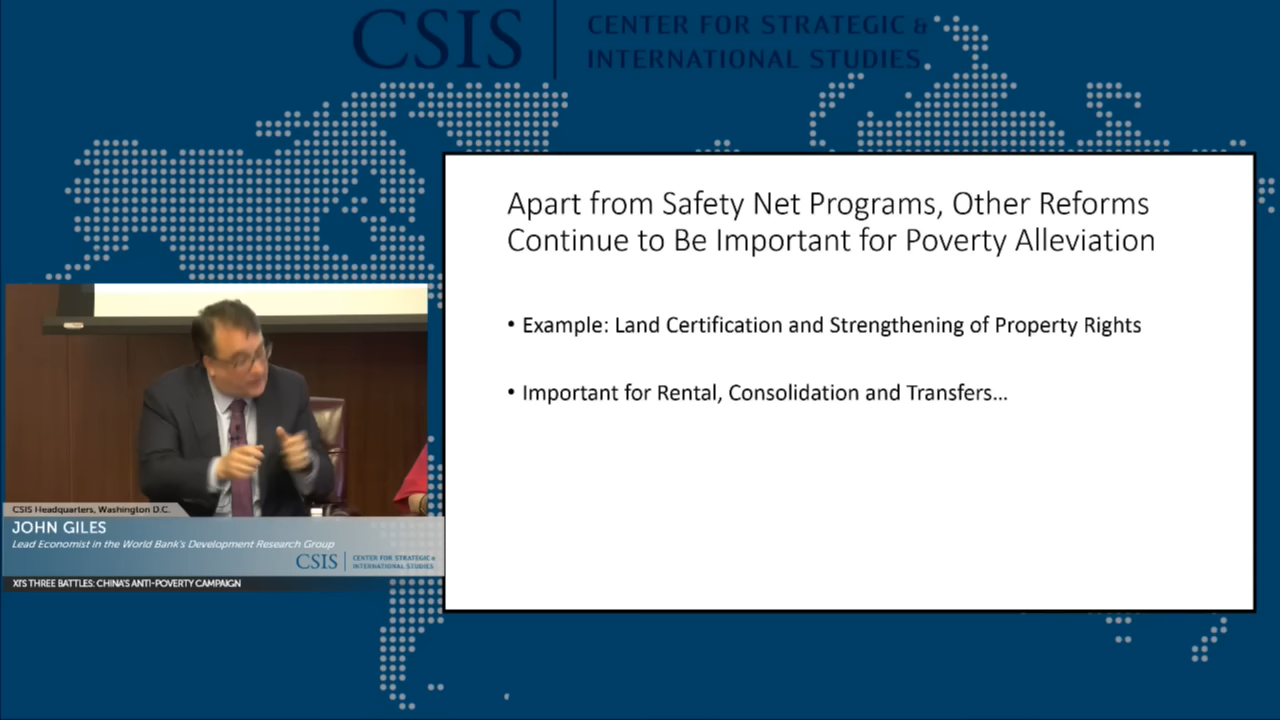 CSIS
CENTER FOR STRATEGIC &
INTERNATIONAL STUDIES
Apart from Safety Net Programs, Other Reforms
Continue to Be Important for Poverty Alleviation
• Example: Land Certification and Strengthening of Property Rights
• Important for Rental, Consolidation and Transfers...
CSIS Headquarters, Washington D.C.
JOHN GILES
Lead Economist in the World Bank's Development Research Group
CSIS
CENTER FOR STRATEGIC &
INTERNATIONAL STUDIES
XI'S THREE BATTLES: CHINA'S ANTI-POVERTY CAMPAIGN